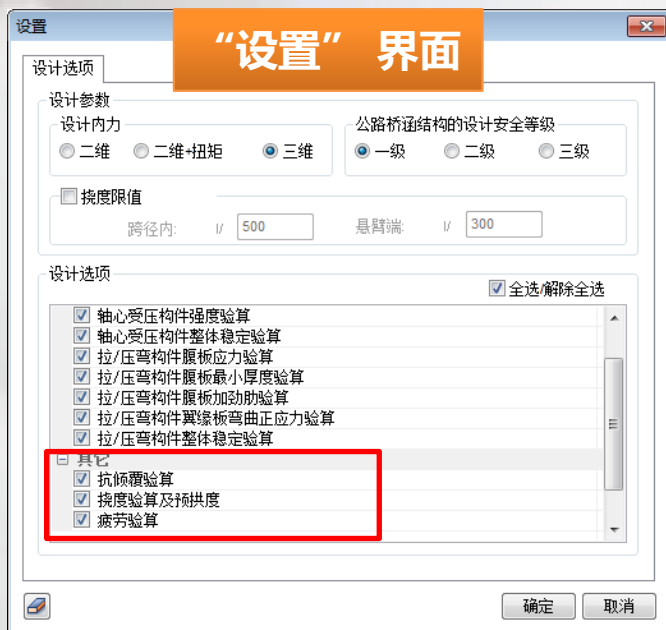 设置
“设置” 界面
设计选项
设计参数
设计内力
二维 二维+扭矩 三维
公路桥涵结构的设计安全等级
一级 二级 三级
挠度限值
跨径内: l/ 500 悬臂端: l/ 300
设计选项
全选/解除全选
轴心受压构件强度验算
轴心受压构件整体稳定验算
拉/压弯构件腹板应力验算
拉/压弯构件腹板最小厚度验算
拉/压弯构件腹板加劲肋验算
拉/压弯构件翼缘板弯曲正应力验算
拉/压弯构件整体稳定验算
其它
抗倾覆验算
挠度验算及预拱度
疲劳验算
确定 取消